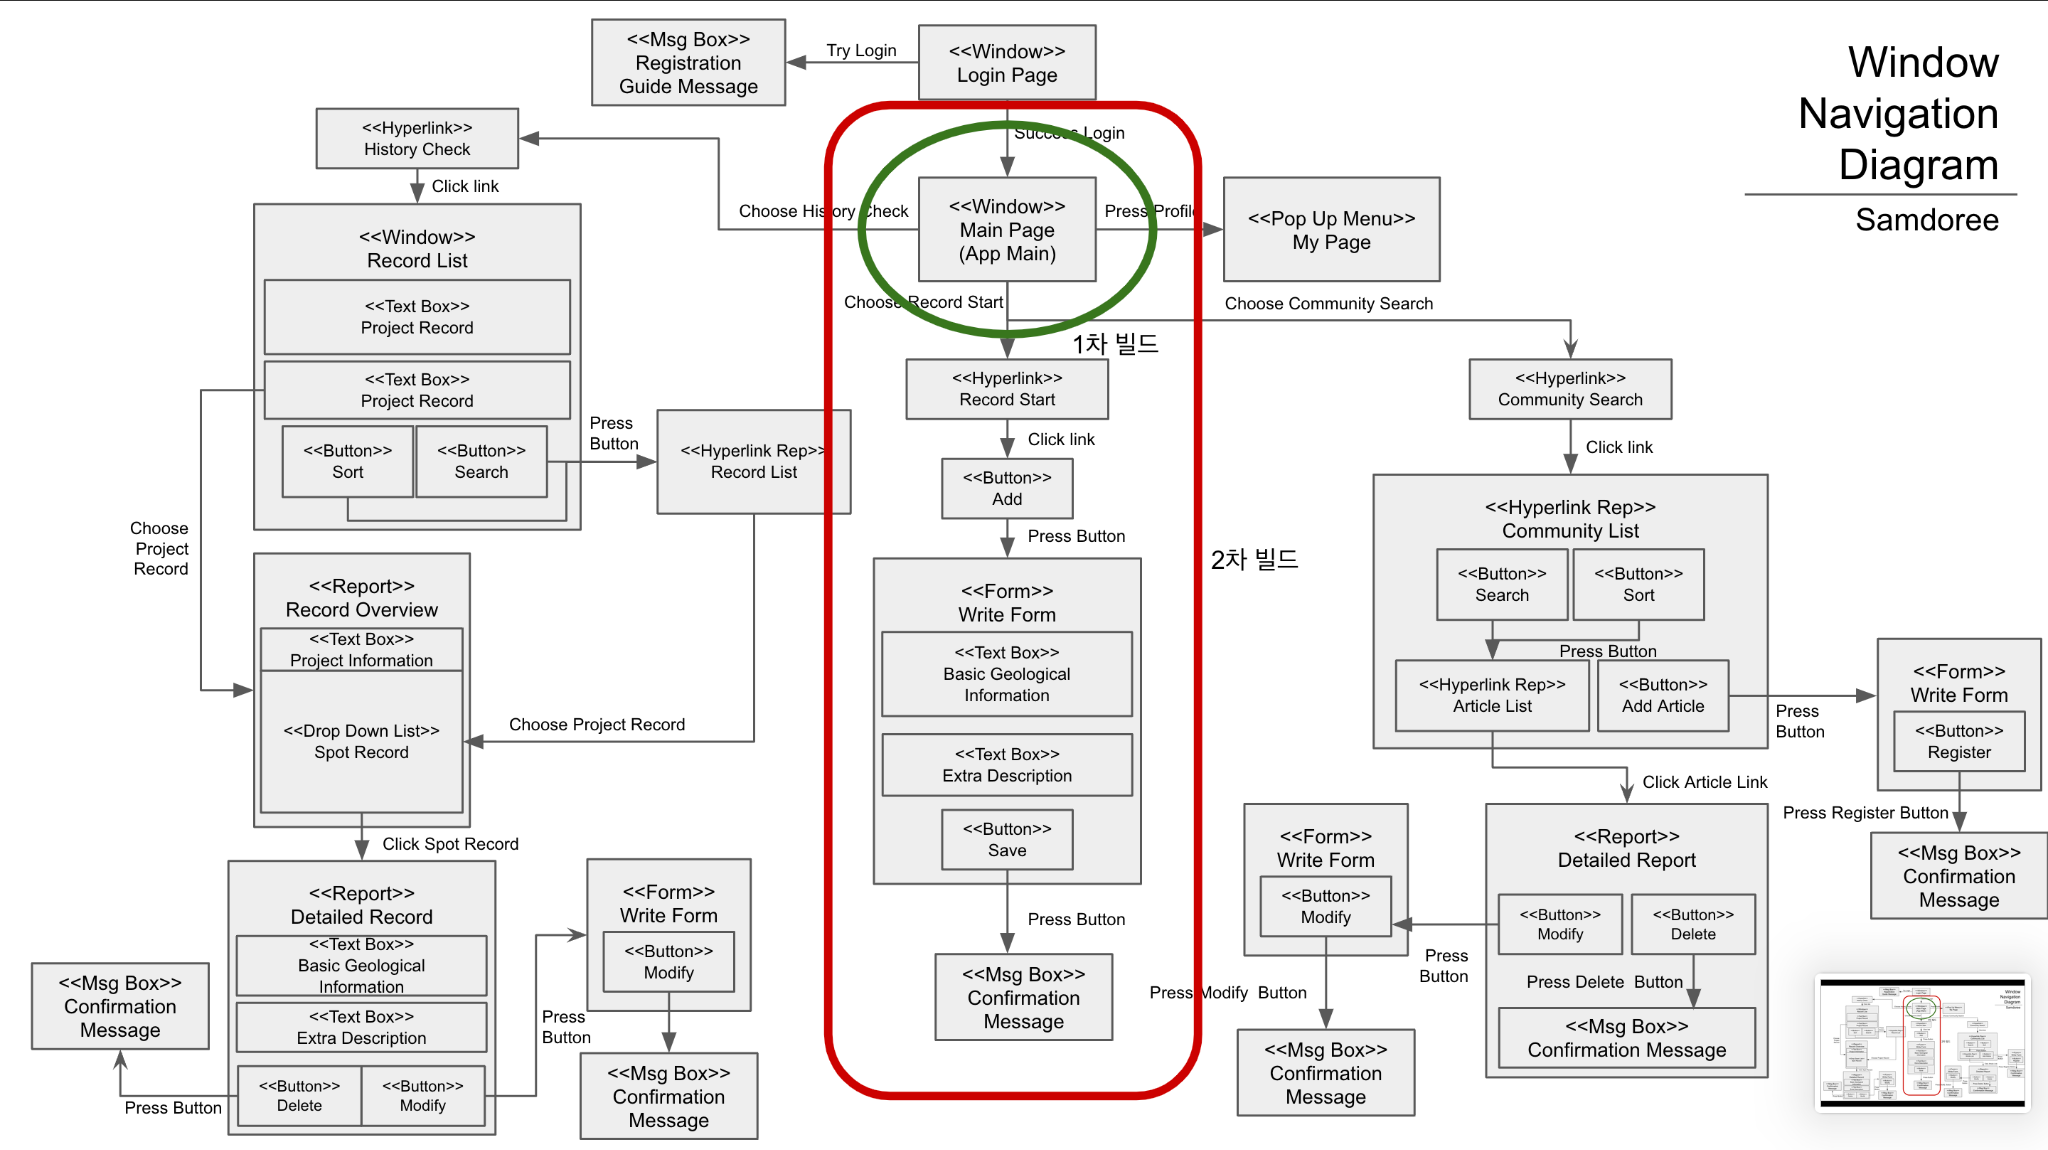 Window
Navigation
Diagram
Samdoree
<<Msg Box>>
Registration
Guide Message
Try Login
<<Window>>
Login Page
Success Login
<<Hyperlink>>
History Check
Click link
Choose History Check
<<Window>>
Main Page
(App Main)
Press Profile
<<Pop Up Menu>>
My Page
Choose Record Start
Choose Community Search
1차 빌드
2차 빌드
<<Window>>
Record List
<<Text Box>>
Project Record
<<Text Box>>
Project Record
<<Button>>
Sort
<<Button>>
Search
Press
Button
<<Hyperlink Rep>>
Record List
Choose
Project
Record
<<Report>>
Record Overview
<<Text Box>>
Project Information
<<Drop Down List>>
Spot Record
Choose Project Record
Click Spot Record
<<Report>>
Detailed Record
<<Text Box>>
Basic Geological
Information
<<Text Box>>
Extra Description
<<Button>>
Delete
<<Button>>
Modify
Press Button
<<Msg Box>>
Confirmation
Message
Press
Button
<<Form>>
Write Form
<<Button>>
Modify
<<Msg Box>>
Confirmation
Message
<<Hyperlink>>
Record Start
Click link
<<Button>>
Add
Press Button
<<Form>>
Write Form
<<Text Box>>
Basic Geological
Information
<<Text Box>>
Extra Description
<<Button>>
Save
Press Button
<<Msg Box>>
Confirmation
Message
<<Hyperlink>>
Community Search
Click link
<<Hyperlink Rep>>
Community List
<<Button>>
Search
<<Button>>
Sort
Press Button
<<Hyperlink Rep>>
Article List
<<Button>>
Add Article
Press
Button
<<Form>>
Write Form
<<Button>>
Register
Press Register Button
<<Msg Box>>
Confirmation
Message
Click Article Link
<<Report>>
Detailed Report
<<Button>>
Modify
<<Button>>
Delete
Press Delete Button
<<Msg Box>>
Confirmation Message
Press
Button
<<Form>>
Write Form
<<Button>>
Modify
Press Modify Button
<<Msg Box>>
Confirmation
Message
Window
Navigation
Diagram
Samdoree